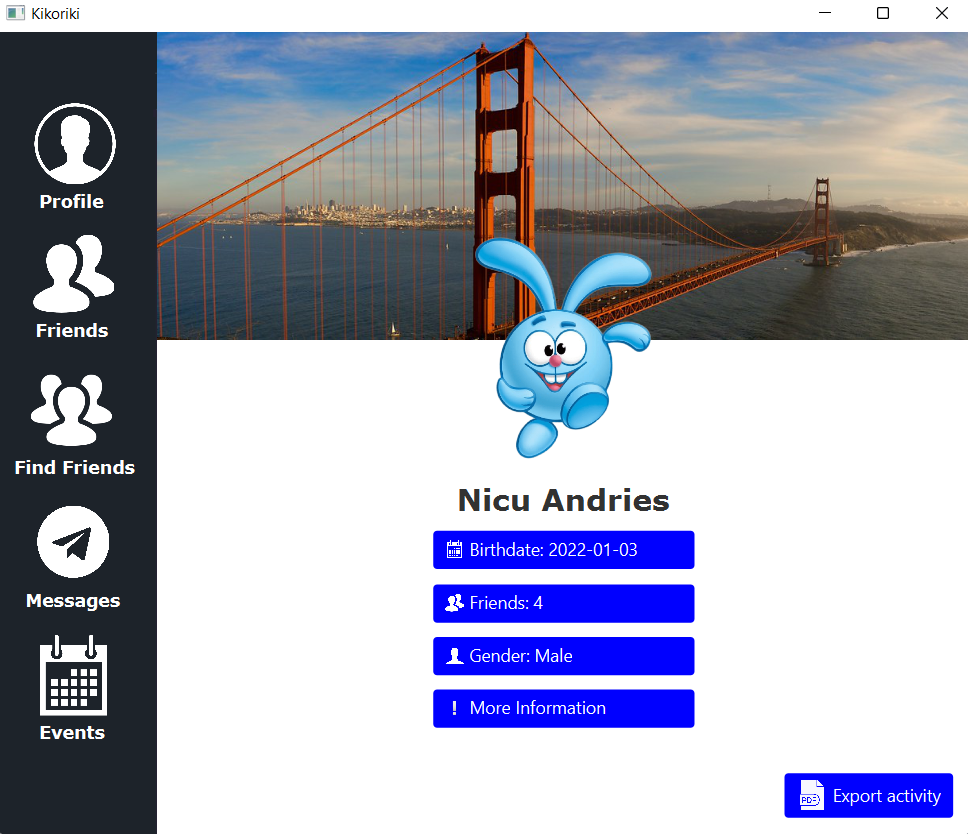 Kikoriki
Profile
Friends
Find Friends
Messages
Events
Nicu Andries
Birthdate: 2022-01-03
Friends: 4
Gender: Male
! More Information
PDF Export activity